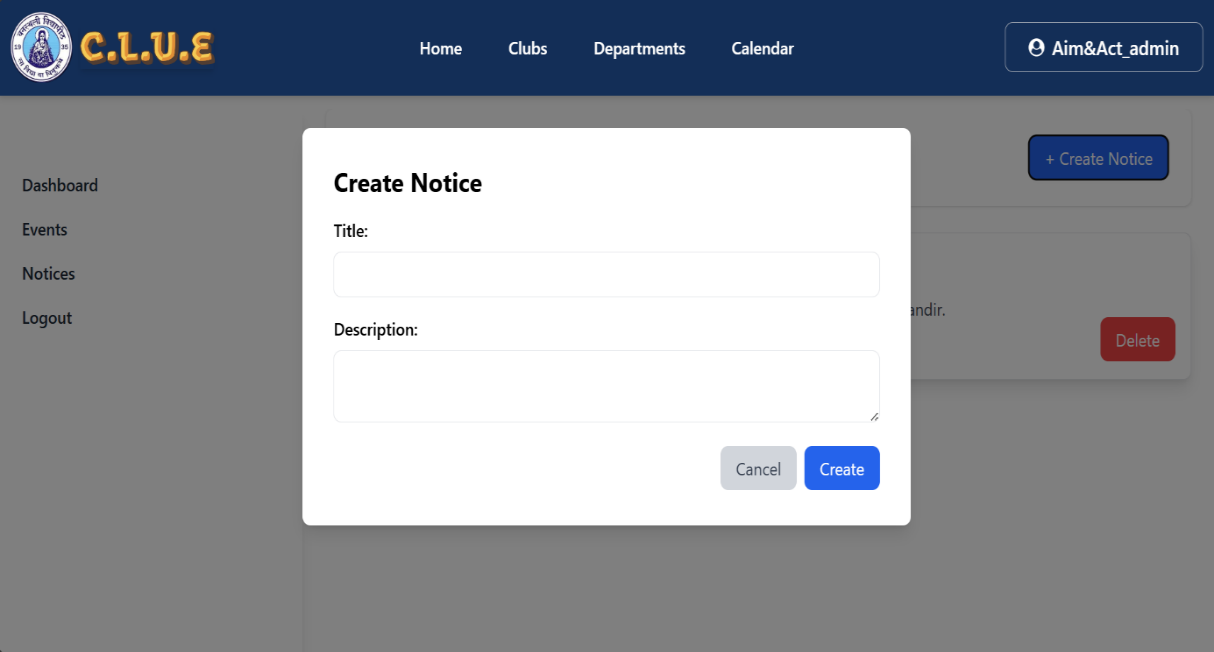 C.L.U.E
Home
Clubs
Departments
Calendar
Aim&Act_admin
Dashboard
Events
Notices
Logout
+ Create Notice
Create Notice
Title:
Description:
andir.
Delete
Cancel
Create